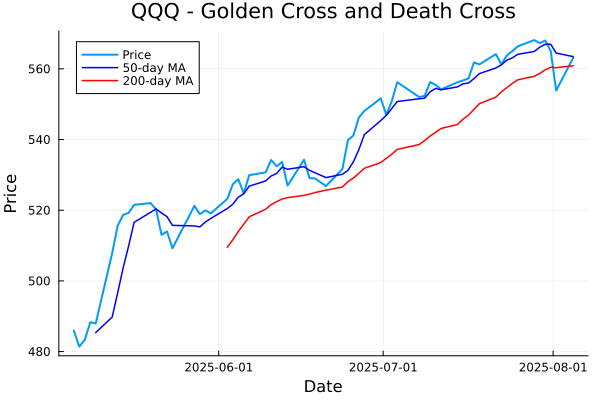 QQQ - Golden Cross and Death Cross
Price
50-day MA
200-day MA
560
540
520
500
480
Price
2025-06-01
2025-07-01
2025-08-01
Date